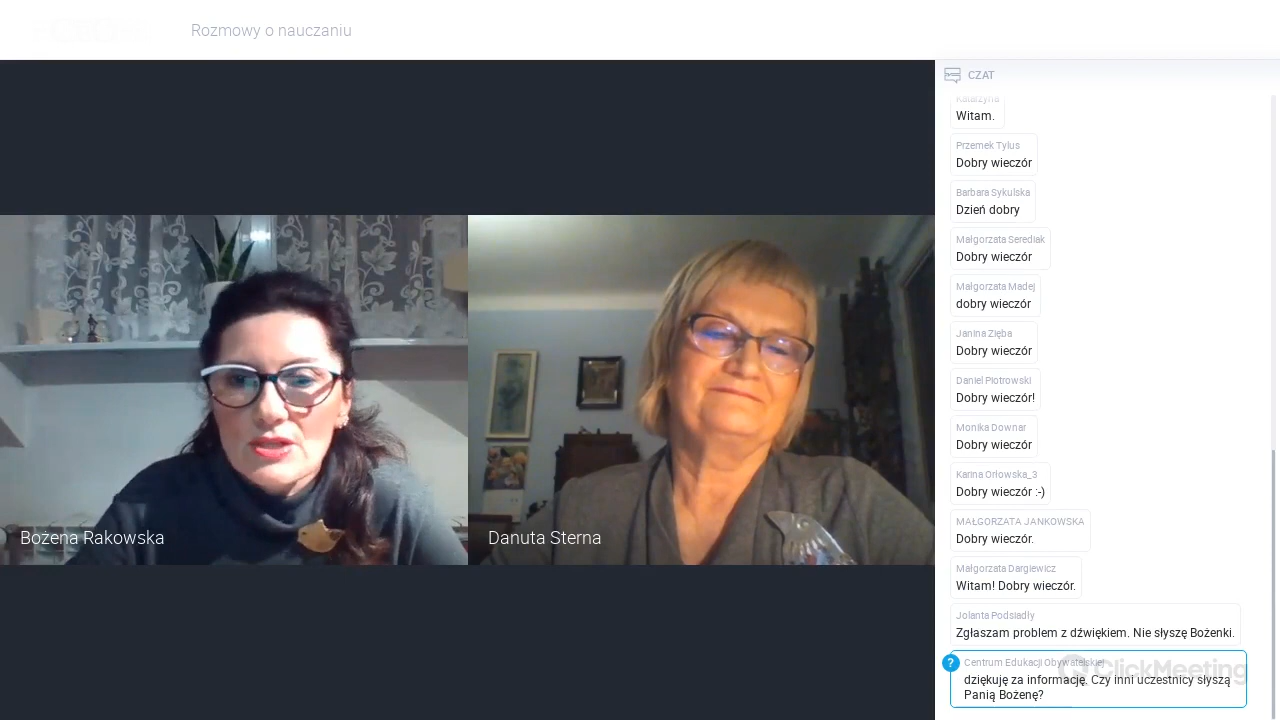 Rozmowy o nauczaniu
CZAT
Katarzyna
Witam.
Przemek Tylus
Dobry wieczór
Barbara Sykulska
Dzień dobry
Małgorzata Serediak
Dobry wieczór
Małgorzata Madej
dobry wieczór
Janina Zięba
Dobry wieczór
Daniel Piotrowski
Dobry wieczór!
Monika Downar
Dobry wieczór
Karina Orłowska_3
Dobry wieczór :-)
MAŁGORZATA JANKOWSKA
Dobry wieczór.
Małgorzata Dargiewicz
Witam! Dobry wieczór.
Jolanta Podsiadły
Zgłaszam problem z dźwiękiem. Nie słyszę Bożenki.
?
Centrum Edukacji Obywatelskiej
dziękuję za informację. Czy inni uczestnicy słyszą
Panią Bożenę?
ClickMeeting
Bożena Rakowska
Danuta Sterna